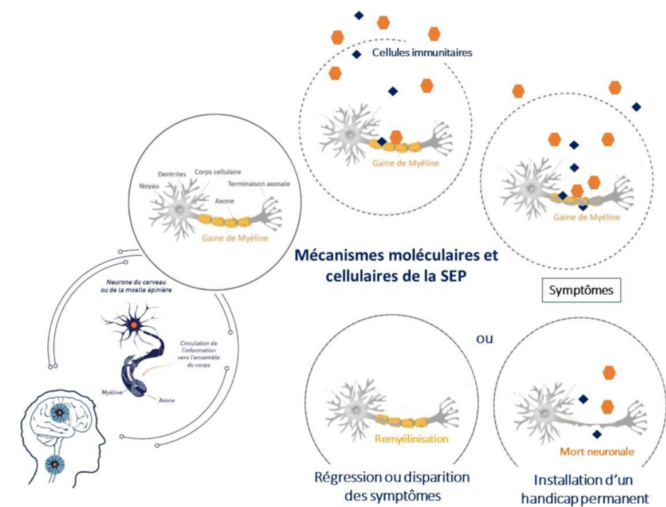 Cellules immunitaires
Gaine de Myéline
Gaine de Myéline
Dentrites
Corps cellulaire
Noyau
Terminaison axonale
Axone
Gaine de Myéline
Mécanismes moléculaires et
cellulaires de la SEP
Symptômes
Neurone du cerveau
ou de la moelle épinière
Circulation de
l'information
vers l'ensemble
du corps
Myéline
Axone
ou
Remyélinisation
Mort neuronale
Régression ou disparition
des symptômes
Installation d'un
handicap permanent